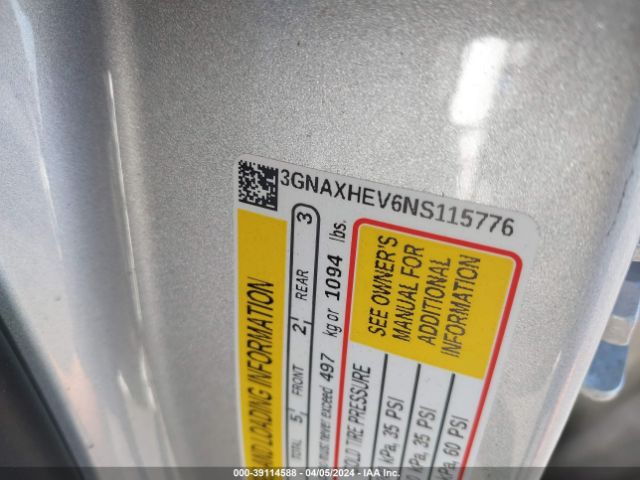 3GNAXHEV6NS115776
AND LOADING INFORMATION
TOTAL 5 FRONT 2 REAR 3
must never exceed 497 kg or 1094 lbs.
COLD TIRE PRESSURE
kPa, 35 PSI
kPa, 35 PSI
kPa, 60 PSI
SEE OWNER'S
MANUAL FOR
ADDITIONAL
INFORMATION
000-39114588 - 04/05/2024 - IAA Inc.